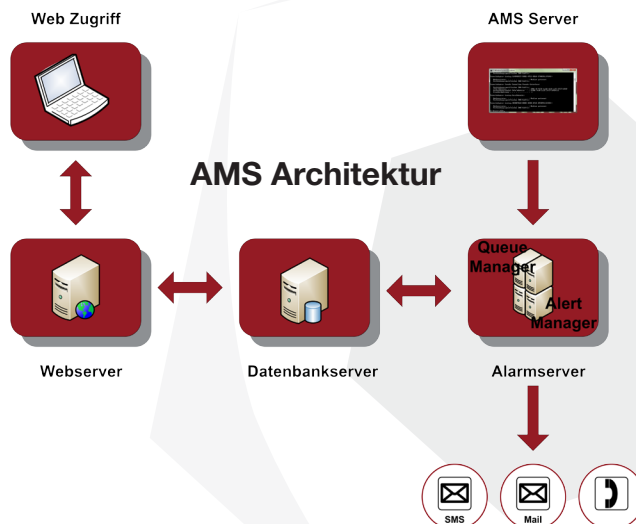 Web Zugriff
AMS Server
AMS Architektur
Queue
Manager
Alert
Manager
Webserver
Datenbankserver
Alarmserver
SMS
Mail